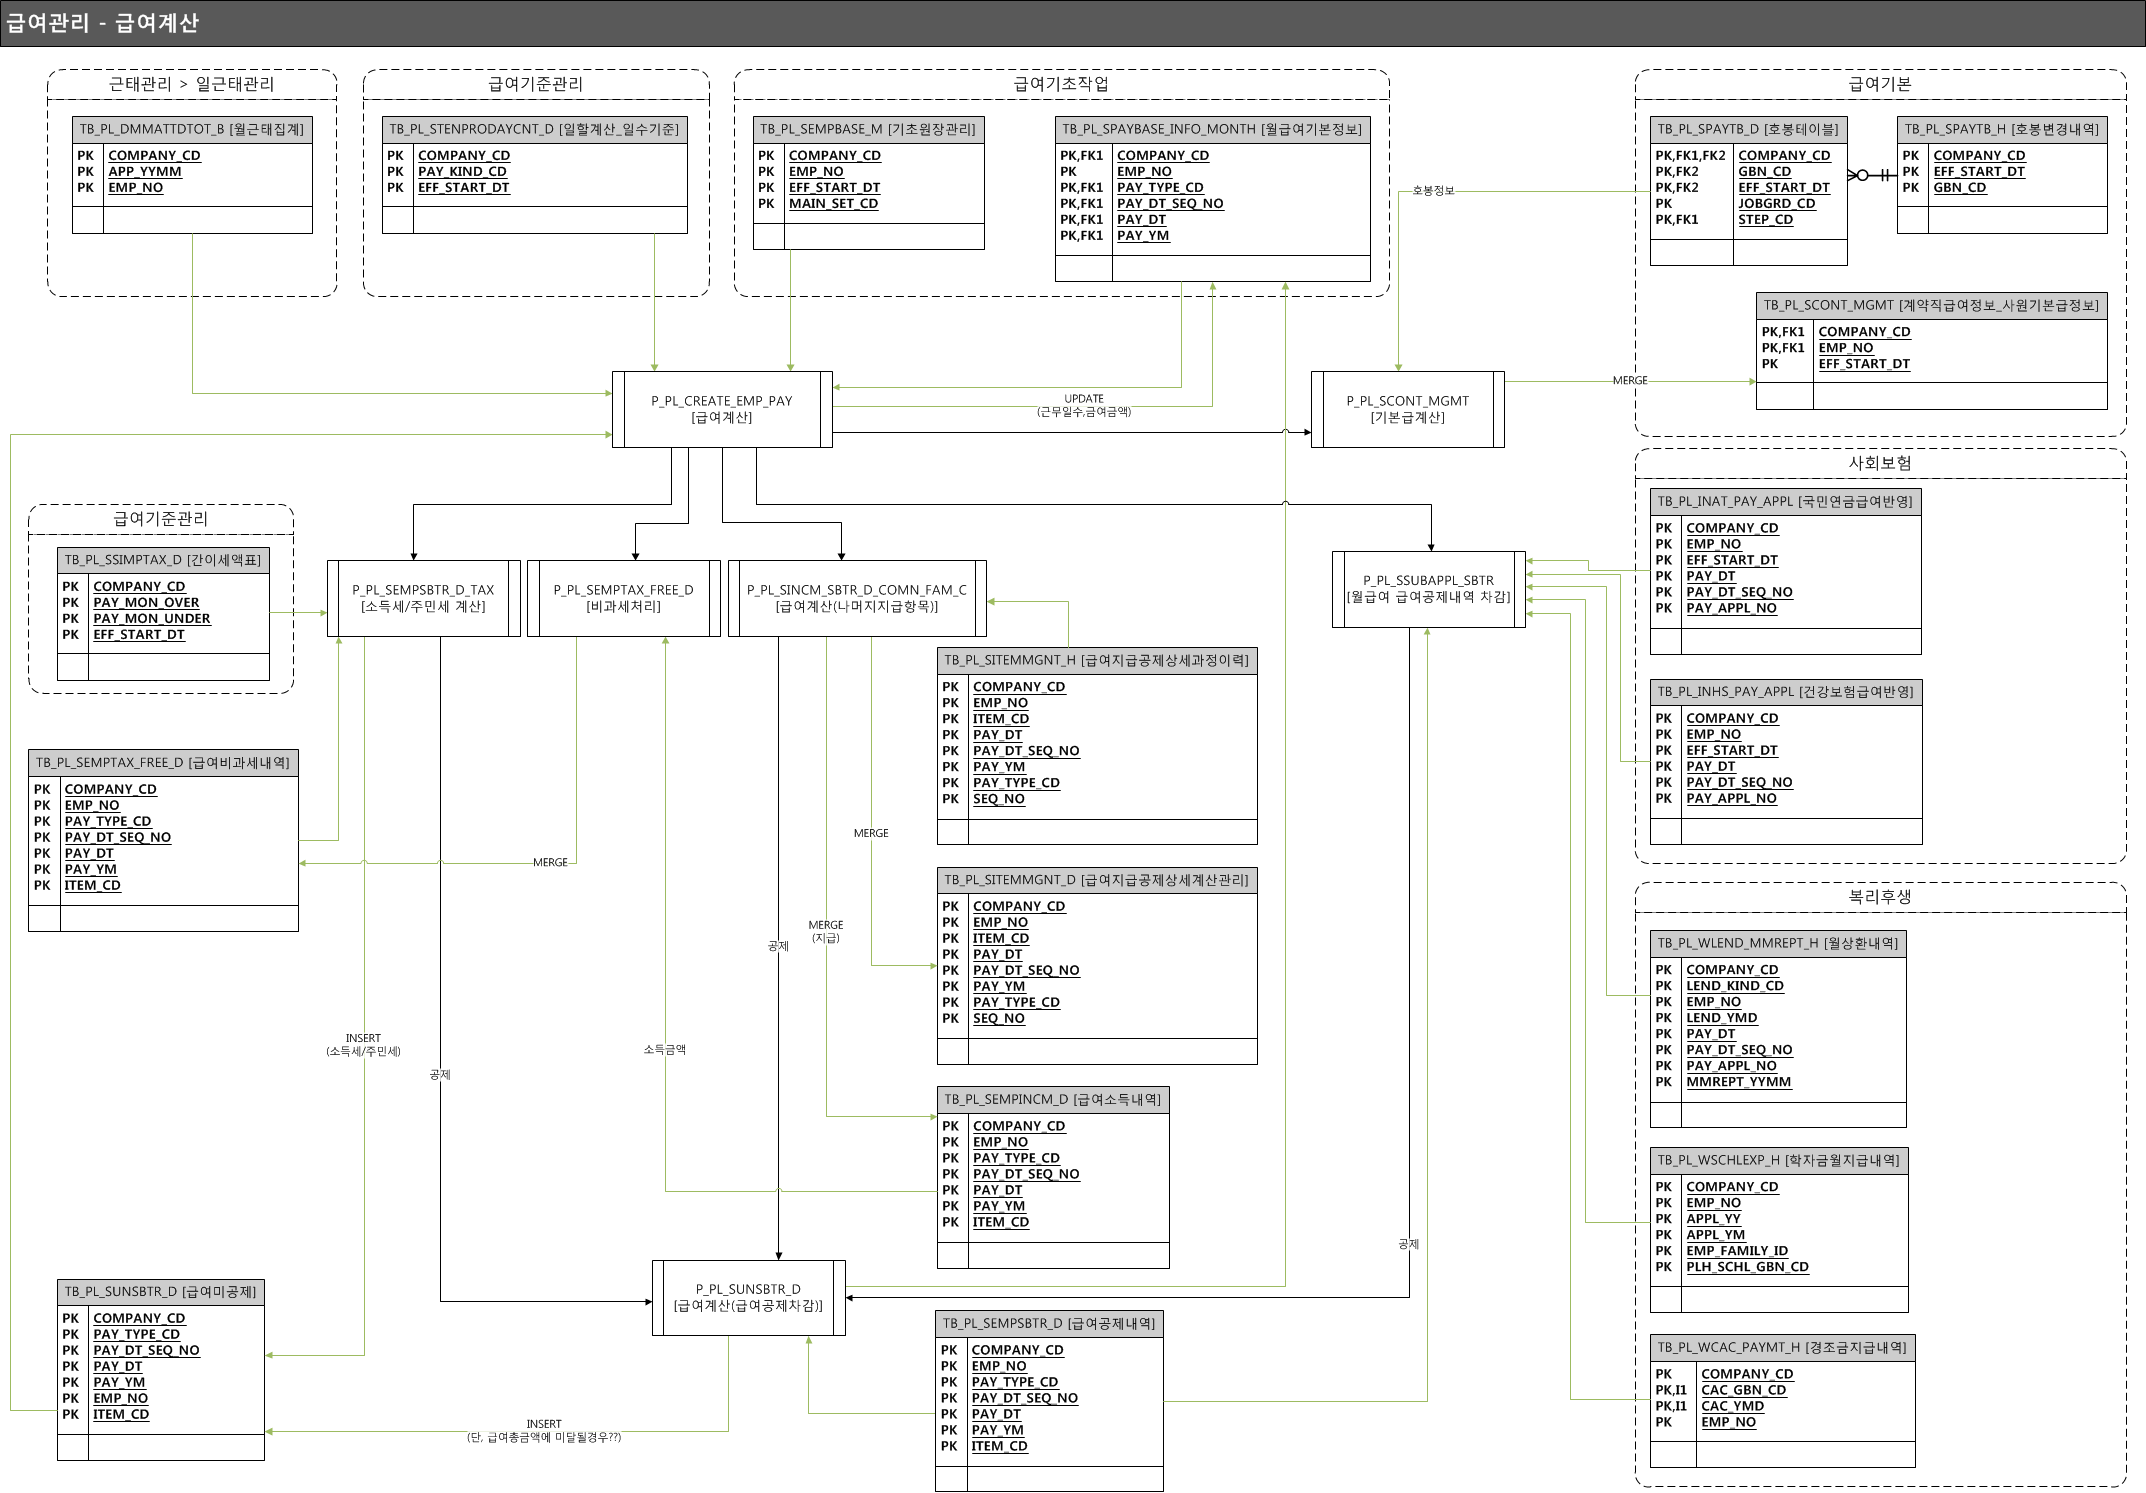 급여관리 - 급여계산
근태관리 > 일근태관리
TB_PL_DMMATTDTOT_B [월근태집계]
PK COMPANY_CD
PK APP_YYMM
PK EMP_NO
급여기준관리
TB_PL_STENPRODAYCNT_D [일할계산_일수기준]
PK COMPANY_CD
PK PAY_KIND_CD
PK EFF_START_DT
급여기초작업
TB_PL_SEMPBASE_M [기초원장관리]
PK COMPANY_CD
PK EMP_NO
PK EFF_START_DT
PK MAIN_SET_CD
TB_PL_SPAYBASE_INFO_MONTH [월급여기본정보]
PK,FK1 COMPANY_CD
PK EMP_NO
PK,FK1 PAY_TYPE_CD
PK,FK1 PAY_DT_SEQ_NO
PK,FK1 PAY_DT
PK,FK1 PAY_YM
급여기본
TB_PL_SPAYTB_D [호봉테이블]
PK,FK1,FK2 COMPANY_CD
PK,FK2 GBN_CD
PK,FK2 EFF_START_DT
PK JOBGRD_CD
PK,FK1 STEP_CD
TB_PL_SPAYTB_H [호봉변경내역]
PK COMPANY_CD
PK EFF_START_DT
PK GBN_CD
호봉정보
TB_PL_SCONT_MGMT [계약직급여정보_사원기본급정보]
PK,FK1 COMPANY_CD
PK,FK1 EMP_NO
PK EFF_START_DT
MERGE
P_PL_CREATE_EMP_PAY
[급여계산]
UPDATE
(근무일수,금여금액)
P_PL_SCONT_MGMT
[기본급계산]
급여기준관리
TB_PL_SSIMPTAX_D [간이세액표]
PK COMPANY_CD
PK PAY_MON_OVER
PK PAY_MON_UNDER
PK EFF_START_DT
P_PL_SEMPSBTR_D_TAX
[소득세/주민세 계산]
P_PL_SEMPTAX_FREE_D
[비과세처리]
P_PL_SINCM_SBTR_D_COMN_FAM_C
[급여계산(나머지지급항목)]
P_PL_SSUBAPPL_SBTR
[월급여 급여공제내역 차감]
사회보험
TB_PL_INAT_PAY_APPL [국민연금급여반영]
PK COMPANY_CD
PK EMP_NO
PK EFF_START_DT
PK PAY_DT
PK PAY_DT_SEQ_NO
PK PAY_APPL_NO
TB_PL_INHS_PAY_APPL [건강보험급여반영]
PK COMPANY_CD
PK EMP_NO
PK EFF_START_DT
PK PAY_DT
PK PAY_DT_SEQ_NO
PK PAY_APPL_NO
TB_PL_SITEMMGNT_H [급여지급공제상세과정이력]
PK COMPANY_CD
PK EMP_NO
PK ITEM_CD
PK PAY_DT
PK PAY_DT_SEQ_NO
PK PAY_YM
PK PAY_TYPE_CD
PK SEQ_NO
TB_PL_SEMPTAX_FREE_D [급여비과세내역]
PK COMPANY_CD
PK EMP_NO
PK PAY_TYPE_CD
PK PAY_DT_SEQ_NO
PK PAY_DT
PK PAY_YM
PK ITEM_CD
MERGE
MERGE
TB_PL_SITEMMGNT_D [급여지급공제상세계산관리]
PK COMPANY_CD
PK EMP_NO
PK ITEM_CD
PK PAY_DT
PK PAY_DT_SEQ_NO
PK PAY_YM
PK PAY_TYPE_CD
PK SEQ_NO
MERGE
(지급)
공제
복리후생
TB_PL_WLEND_MMREPT_H [월상환내역]
PK COMPANY_CD
PK LEND_KIND_CD
PK EMP_NO
PK LEND_YMD
PK PAY_DT
PK PAY_DT_SEQ_NO
PK PAY_APPL_NO
PK MMREPT_YYMM
INSERT
(소득세/주민세)
공제
소득금액
TB_PL_SEMPINCM_D [급여소득내역]
PK COMPANY_CD
PK EMP_NO
PK PAY_TYPE_CD
PK PAY_DT_SEQ_NO
PK PAY_DT
PK PAY_YM
PK ITEM_CD
TB_PL_WSCHLEXP_H [학자금월지급내역]
PK COMPANY_CD
PK EMP_NO
PK APPL_YY
PK APPL_YM
PK EMP_FAMILY_ID
PK PLH_SCHL_GBN_CD
공제
TB_PL_SUNSBTR_D [급여미공제]
PK COMPANY_CD
PK PAY_TYPE_CD
PK PAY_DT_SEQ_NO
PK PAY_DT
PK PAY_YM
PK EMP_NO
PK ITEM_CD
P_PL_SUNSBTR_D
[급여계산(급여공제차감)]
INSERT
(단, 급여총금액에 미달될경우??)
TB_PL_SEMPSBTR_D [급여공제내역]
PK COMPANY_CD
PK EMP_NO
PK PAY_TYPE_CD
PK PAY_DT_SEQ_NO
PK PAY_DT
PK PAY_YM
PK ITEM_CD
TB_PL_WCAC_PAYMT_H [경조금지급내역]
PK COMPANY_CD
PK,I1 CAC_GBN_CD
PK,I1 CAC_YMD
PK EMP_NO